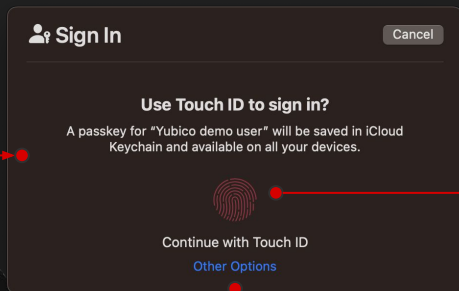 Sign In
Cancel
Use Touch ID to sign in?
A passkey for “Yubico demo user” will be saved in iCloud
Keychain and available on all your devices.
Continue with Touch ID
Other Options